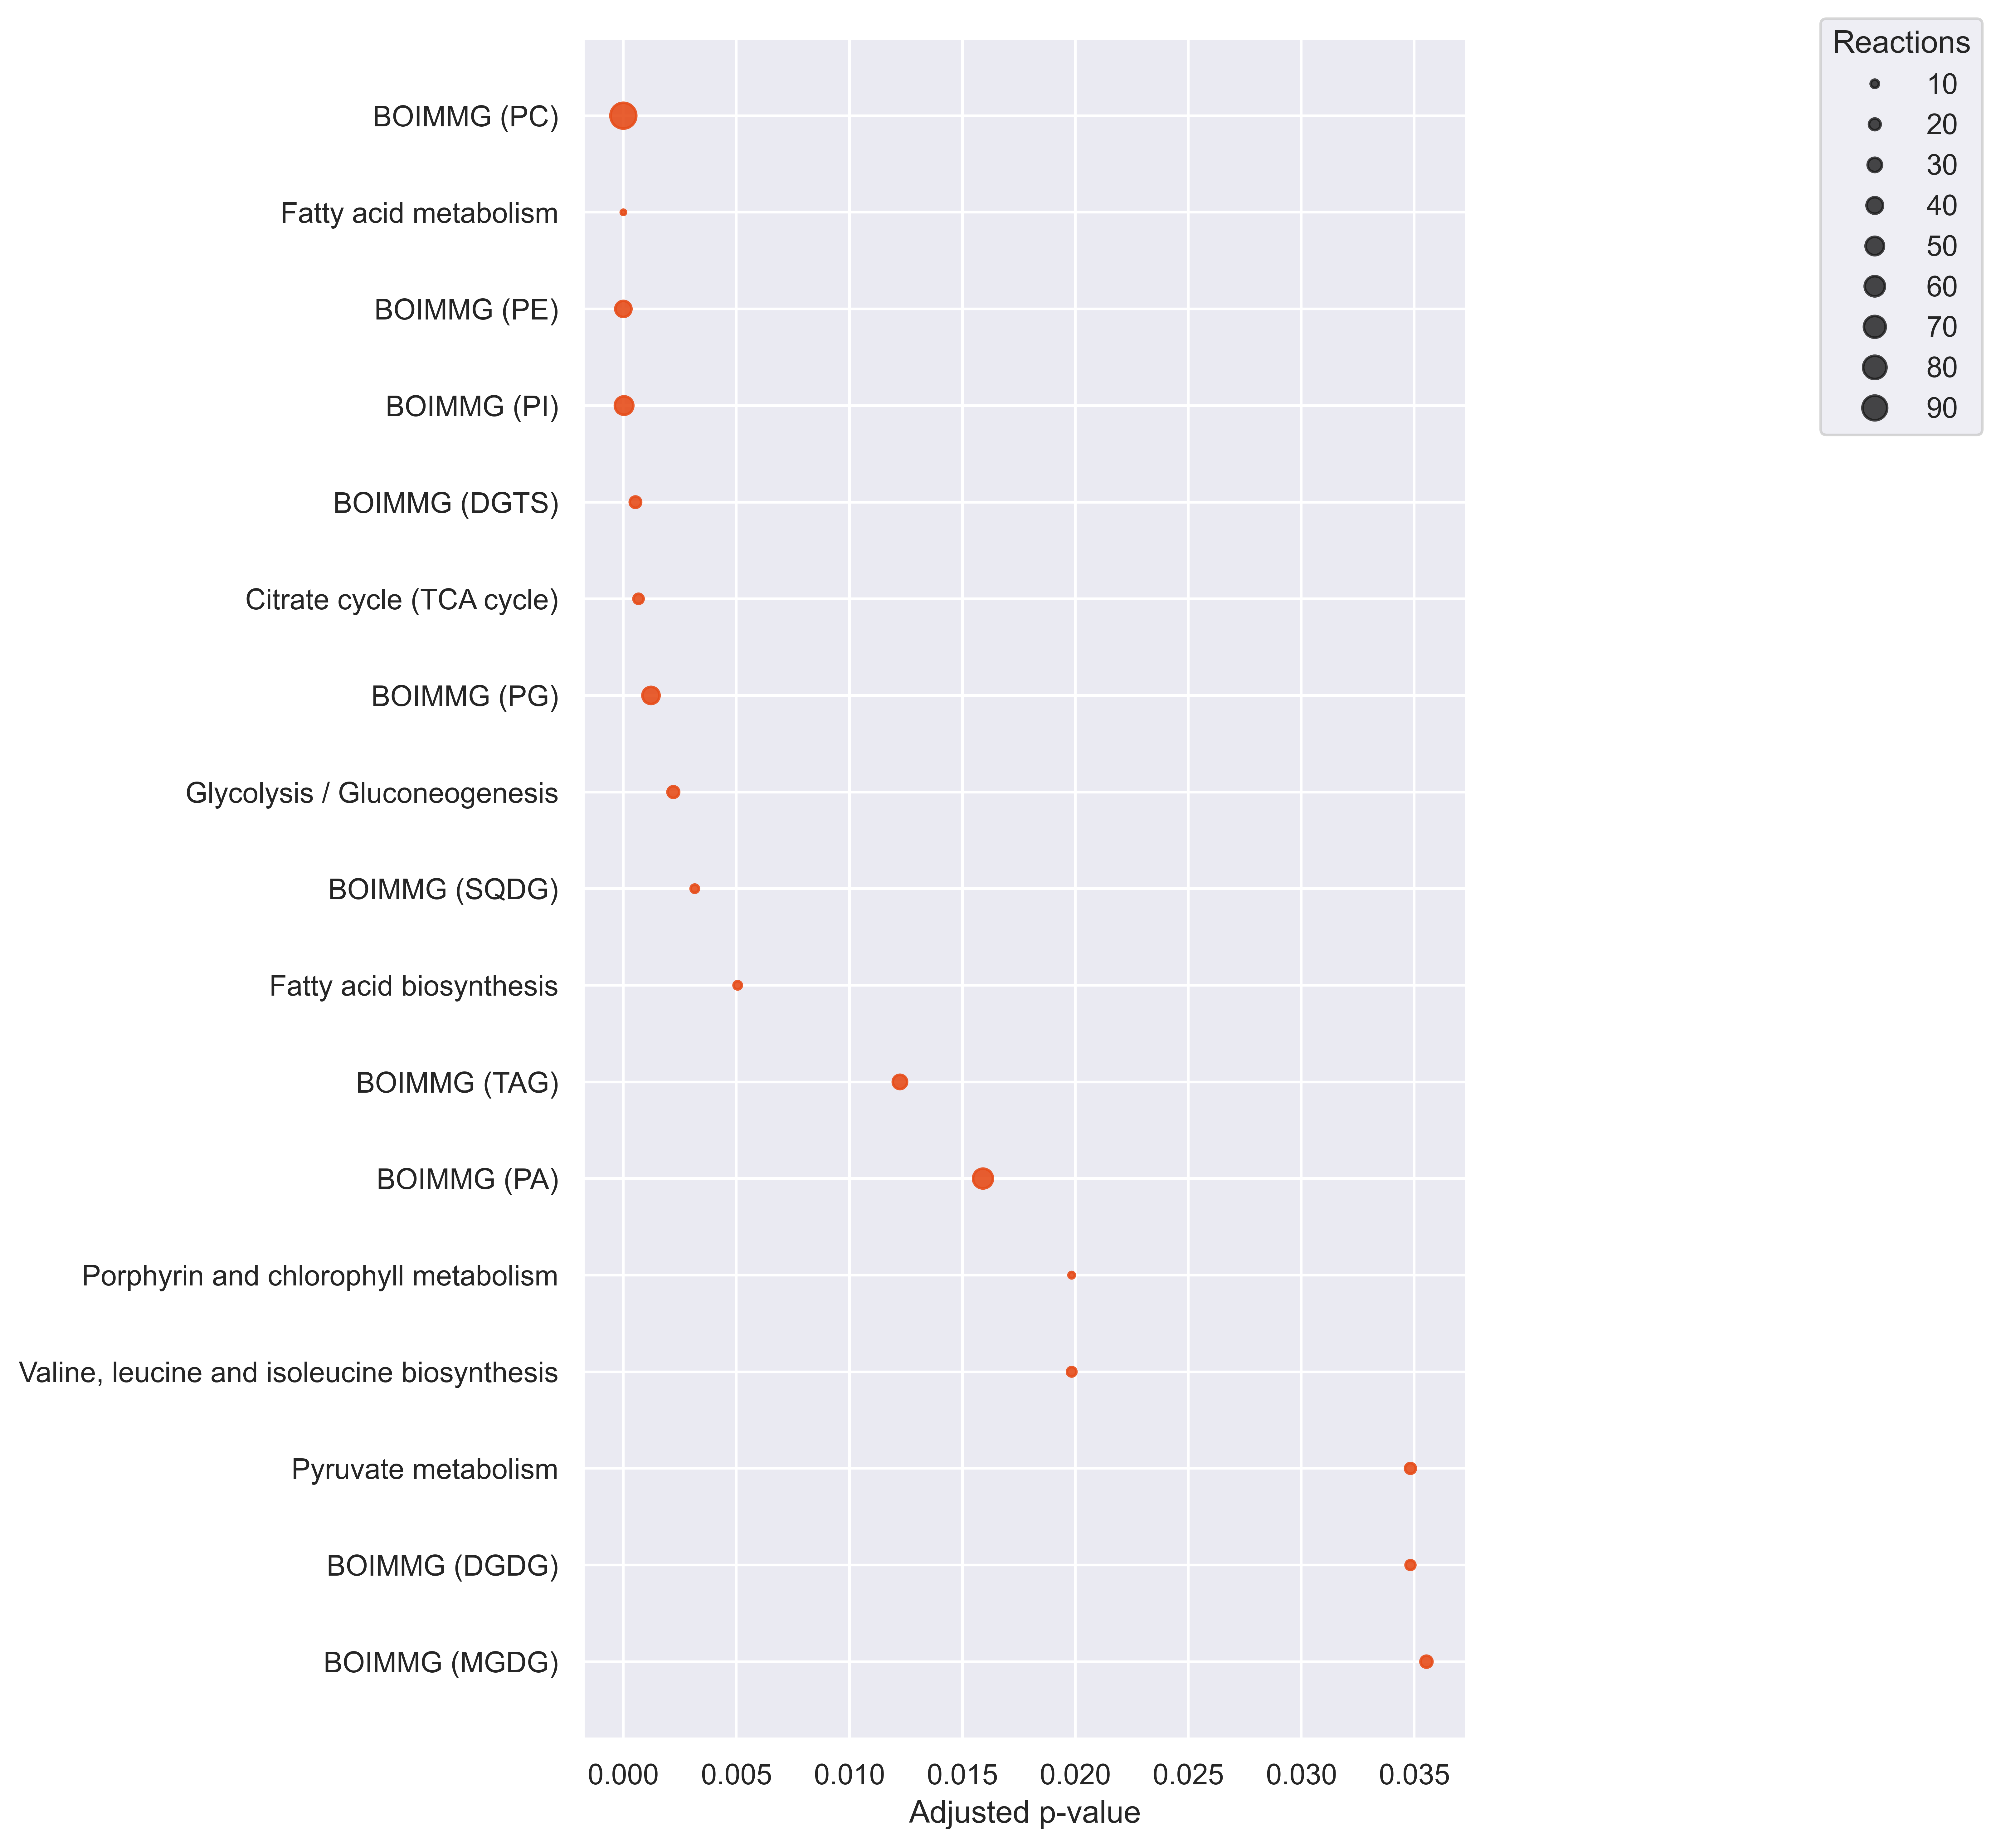 BOIMMG (PC)
Fatty acid metabolism
BOIMMG (PE)
BOIMMG (PI)
BOIMMG (DGTS)
Citrate cycle (TCA cycle)
BOIMMG (PG)
Glycolysis / Gluconeogenesis
BOIMMG (SQDG)
Fatty acid biosynthesis
BOIMMG (TAG)
BOIMMG (PA)
Porphyrin and chlorophyll metabolism
Valine, leucine and isoleucine biosynthesis
Pyruvate metabolism
BOIMMG (DGDG)
BOIMMG (MGDG)
0.000 0.005 0.010 0.015 0.020 0.025 0.030 0.035
Adjusted p-value
Reactions
10
20
30
40
50
60
70
80
90